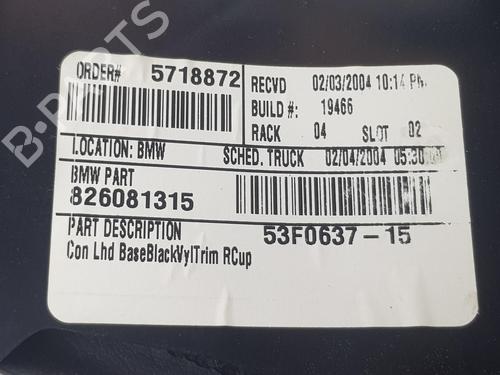 ORDER# 5718872
RECVD 02/03/2004 10:14 PM
BUILD #: 19466
RACK 04 SLOT 02
LOCATION: BMW SCHED. TRUCK 02/04/2004 05:30
BMW PART
826081315
PART DESCRIPTION 53F0637-15
Con Lhd BaseBlackVylTrim RCup
B-PARTS